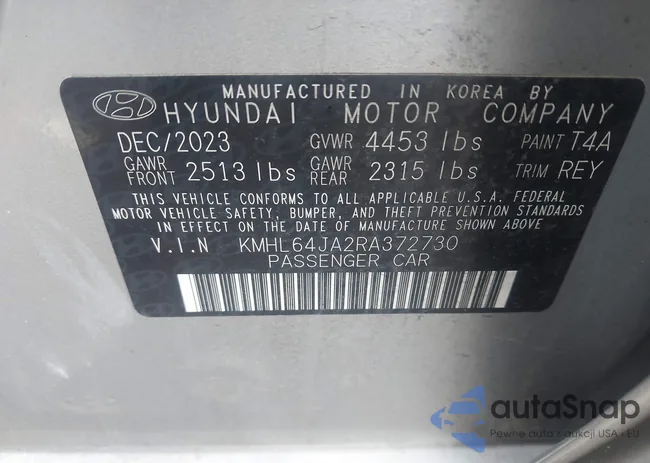 MANUFACTURED IN KOREA BY
HYUNDAI MOTOR COMPANY
DEC/2023 GVWR 4453 lbs PAINT T4A
GAWR FRONT 2513 lbs GAWR REAR 2315 lbs TRIM REY
THIS VEHICLE CONFORMS TO ALL APPLICABLE U.S.A. FEDERAL
MOTOR VEHICLE SAFETY, BUMPER, AND THEFT PREVENTION STANDARDS
IN EFFECT ON THE DATE OF MANUFACTURE SHOWN ABOVE
V.I.N KMHL64JA2RA372730
PASSENGER CAR
autaSnap
Pewne auta z aukcji USA i EU